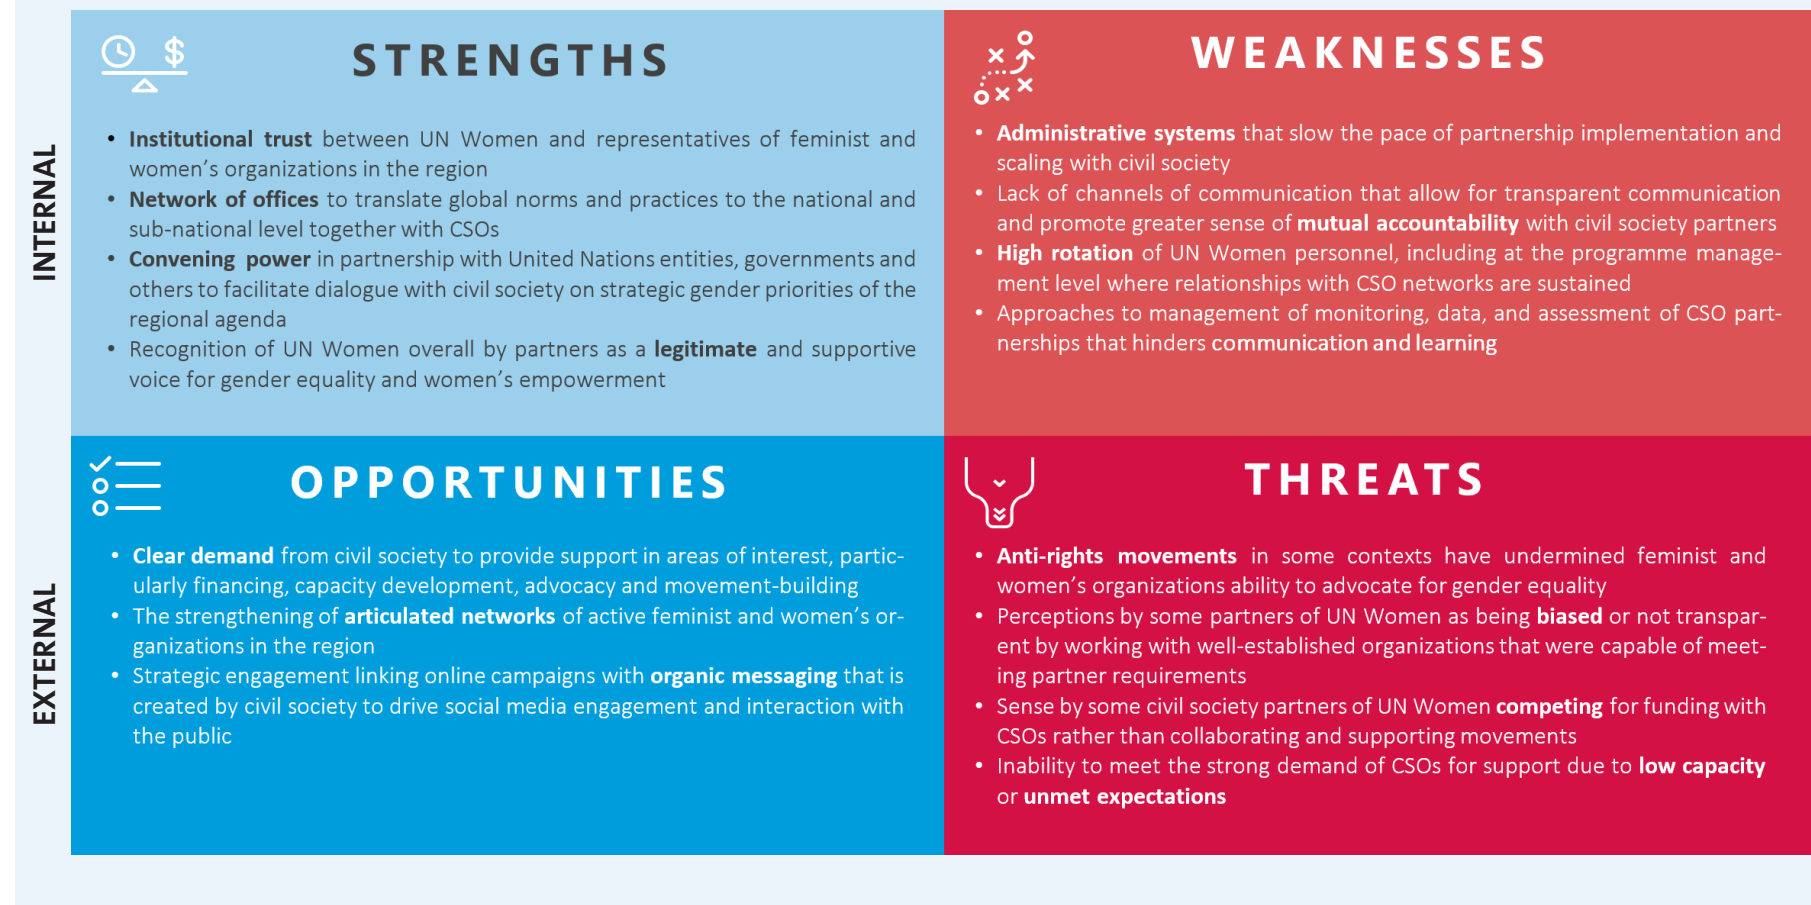 STRENGTHS
• Institutional trust between UN Women and representatives of feminist and
women's organizations in the region
• Network of offices to translate global norms and practices to the national and
sub-national level together with CSOs
• Convening power in partnership with United Nations entities, governments and
others to facilitate dialogue with civil society on strategic gender priorities of the
regional agenda
• Recognition of UN Women overall by partners as a legitimate and supportive
voice for gender equality and women's empowerment
WEAKNESSES
• Administrative systems that slow the pace of partnership implementation and
scaling with civil society
• Lack of channels of communication that allow for transparent communication
and promote greater sense of mutual accountability with civil society partners
• High rotation of UN Women personnel, including at the programme manage-
ment level where relationships with CSO networks are sustained
• Approaches to management of monitoring, data, and assessment of CSO part-
nerships that hinders communication and learning
INTERNAL
OPPORTUNITIES
• Clear demand from civil society to provide support in areas of interest, partic-
ularly financing, capacity development, advocacy and movement-building
• The strengthening of articulated networks of active feminist and women's or-
ganizations in the region
• Strategic engagement linking online campaigns with organic messaging that is
created by civil society to drive social media engagement and interaction with
the public
THREATS
• Anti-rights movements in some contexts have undermined feminist and
women's organizations ability to advocate for gender equality
• Perceptions by some partners of UN Women as being biased or not transpar-
ent by working with well-established organizations that were capable of meet-
ing partner requirements
• Sense by some civil society partners of UN Women competing for funding with
CSOs rather than collaborating and supporting movements
• Inability to meet the strong demand of CSOs for support due to low capacity
or unmet expectations
EXTERNAL